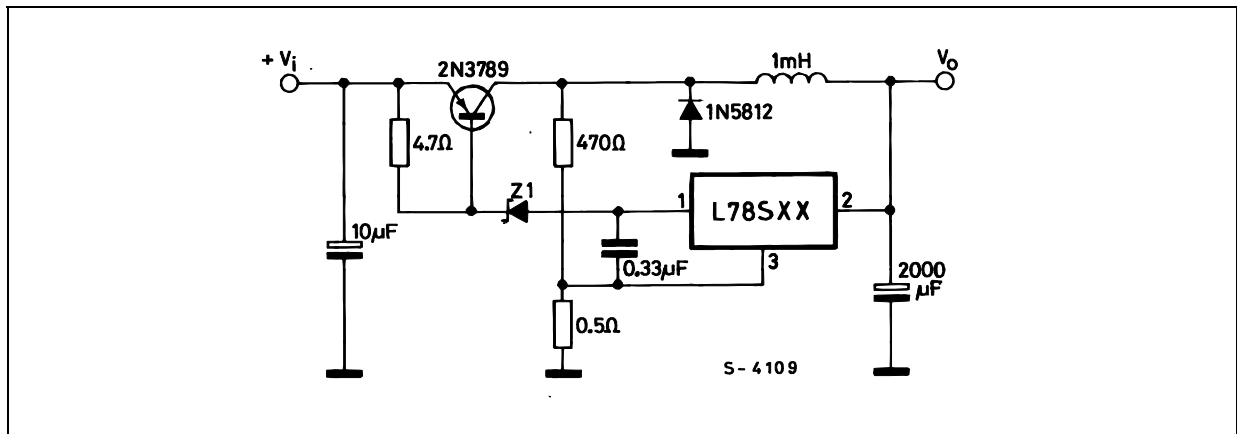 + Vi
2N3789
1mH
Vo
4.7Ω
470Ω
1N5812
Z1
1
L78SXX
2
10µF
0.33µF
3
2000
µF
0.5Ω
S-4109